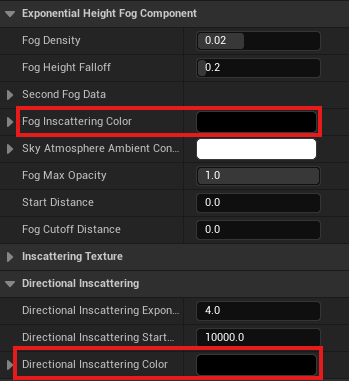 Exponential Height Fog Component
Fog Density 0.02
Fog Height Falloff 0.2
Second Fog Data
Fog Inscattering Color
Sky Atmosphere Ambient Con...
Fog Max Opacity 1.0
Start Distance 0.0
Fog Cutoff Distance 0.0
Inscattering Texture
Directional Inscattering
Directional Inscattering Expon... 4.0
Directional Inscattering Start... 10000.0
Directional Inscattering Color